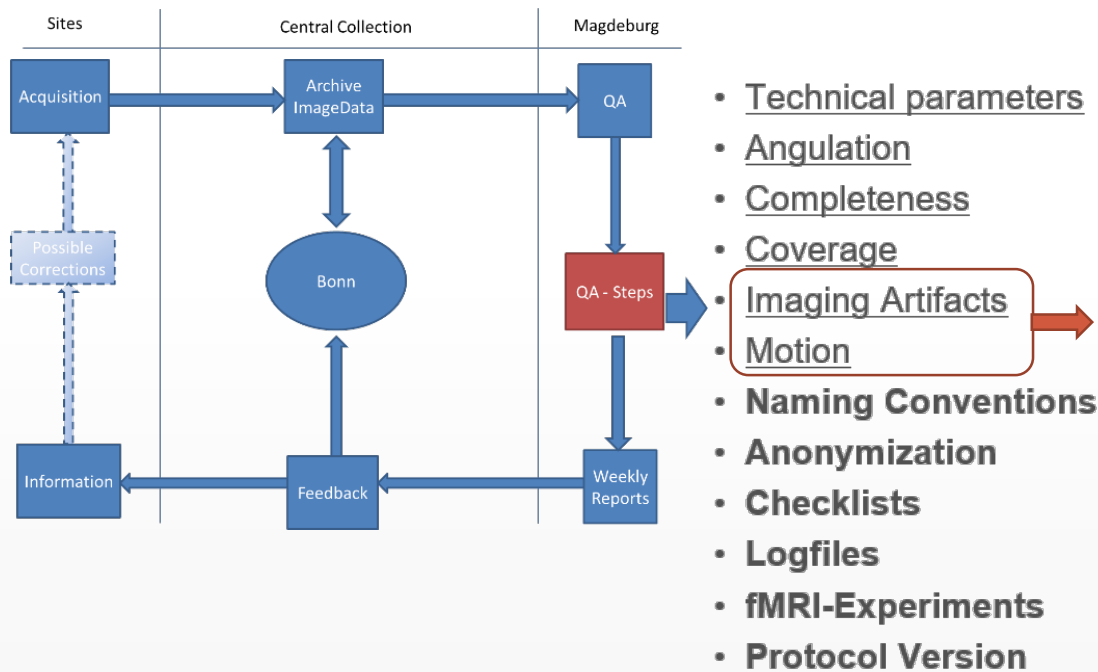 Sites
Central Collection
Magdeburg
Acquisition
Archive
ImageData
QA
Possible
Corrections
Bonn
QA - Steps
Information
Feedback
Weekly
Reports
• Technical parameters
• Angulation
• Completeness
• Coverage
• Imaging Artifacts
• Motion
• Naming Conventions
• Anonymization
• Checklists
• Logfiles
• fMRI-Experiments
• Protocol Version